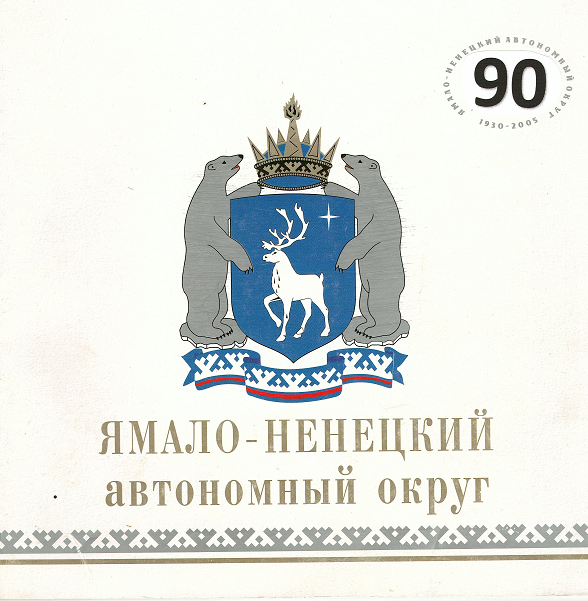 ЯМАЛО-НЕНЕЦКИЙ АВТОНОМНЫЙ ОКРУГ
90
1930-2005
ЯМАЛО-НЕНЕЦКИЙ
автономный округ